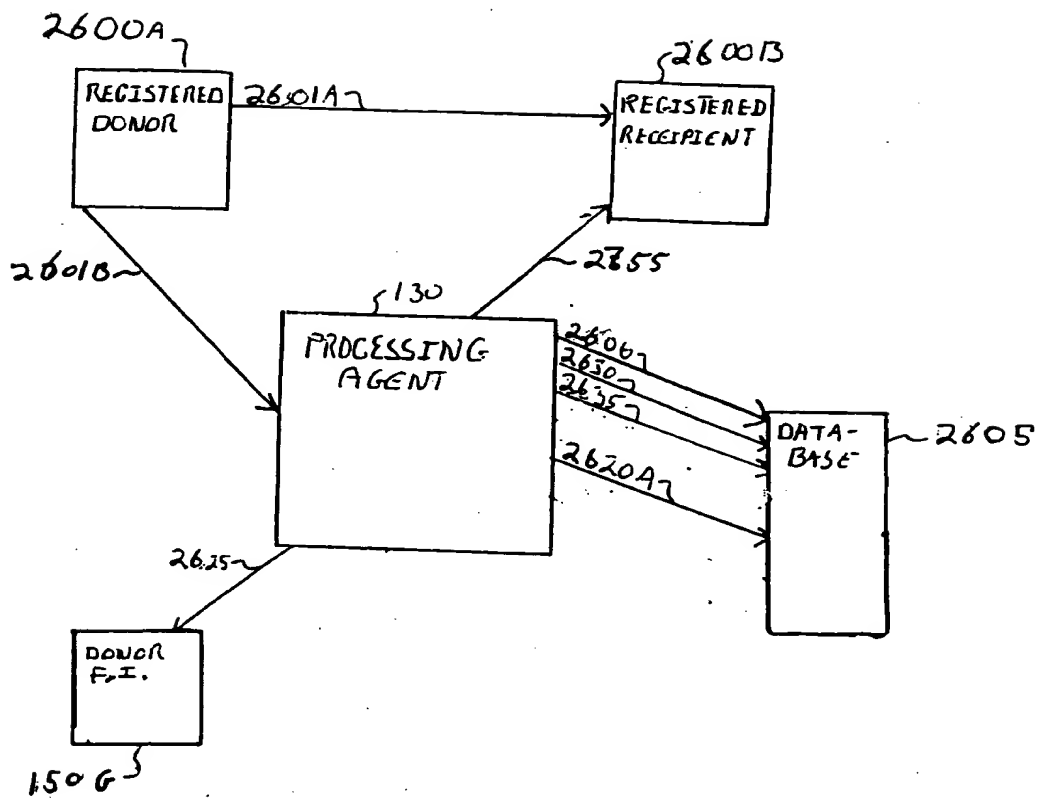 2600A
2600B
REGISTERED
DONOR
2601A
REGISTERED
RECEIPIENT
2601B
2755
130
PROCESSING
AGENT
2606
2630
2635
2620A
DATA-
BASE
2605
2625
DONOR
F.I.
150G